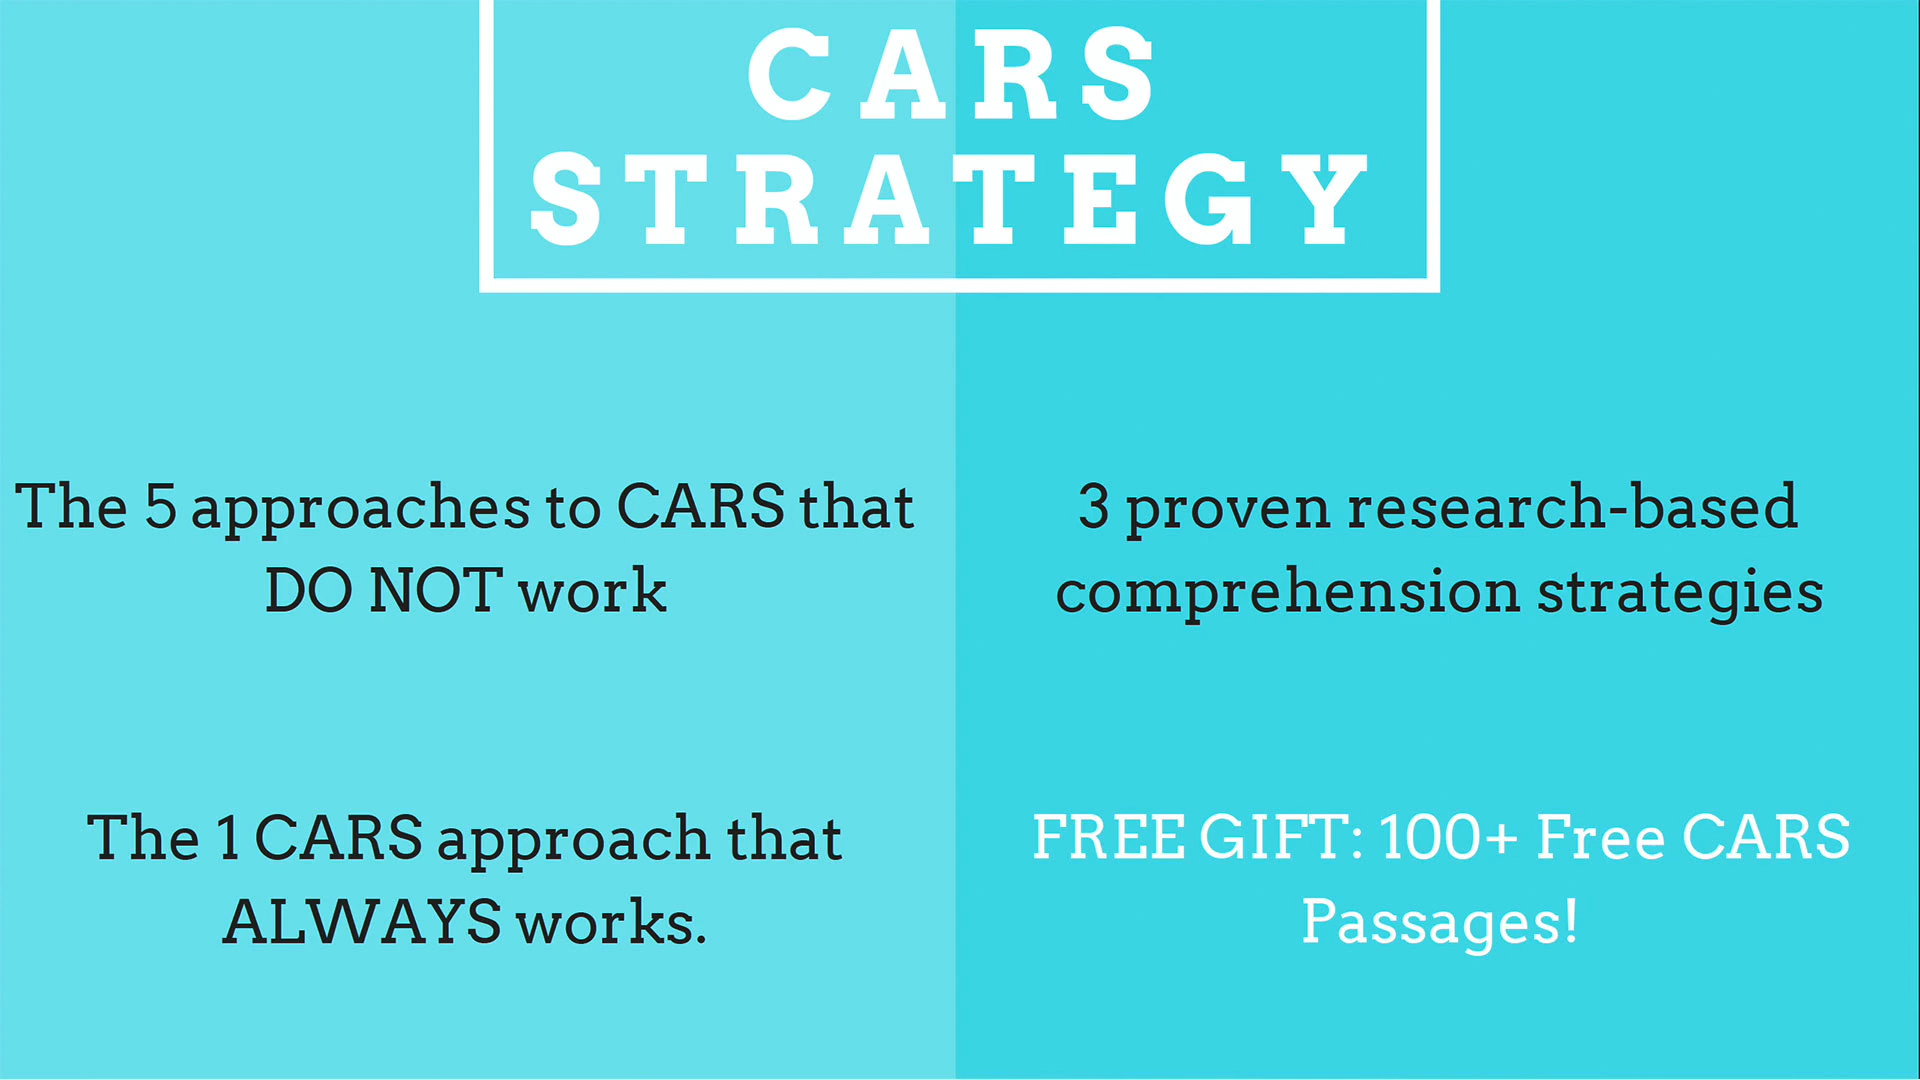 CARS
STRATEGY
The 5 approaches to CARS that
DO NOT work
The 1 CARS approach that
ALWAYS works.
3 proven research-based
comprehension strategies
FREE GIFT: 100+ Free CARS
Passages!